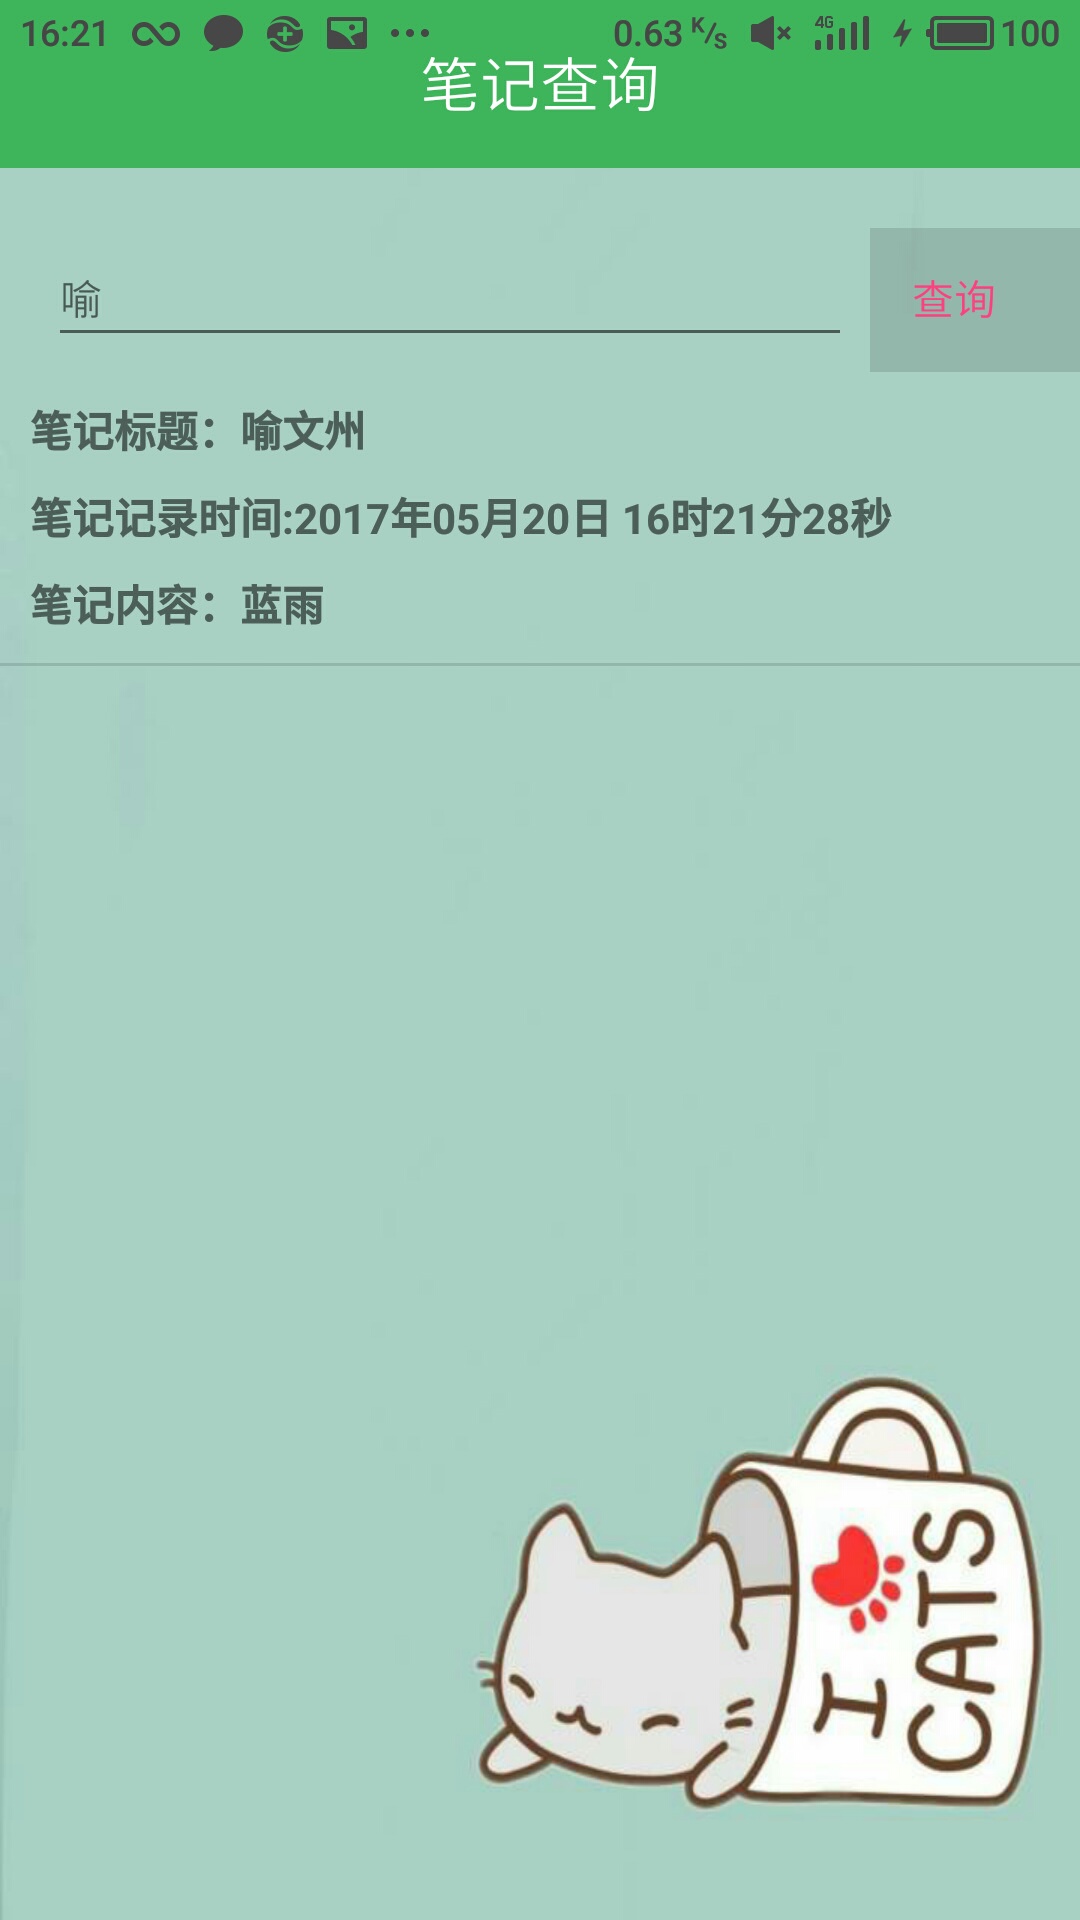 16:21 0.63 K/s 4G 100
笔记查询
喻 查询
笔记标题：喻文州
笔记记录时间:2017年05月20日 16时21分28秒
笔记内容：蓝雨
I
CATS